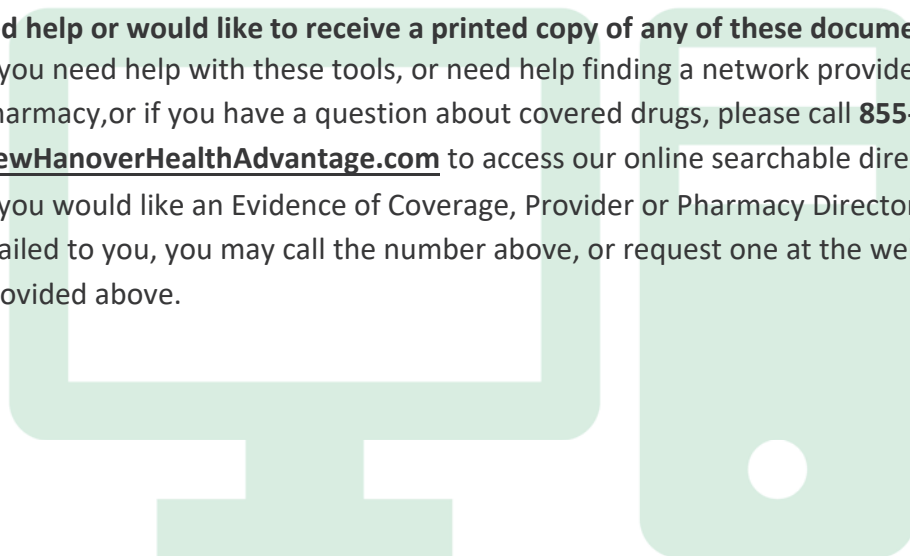 d help or would like to receive a printed copy of any of these docume
you need help with these tools, or need help finding a network provide
harmacy,or if you have a question about covered drugs, please call 855-
ewHanoverHealthAdvantage.com to access our online searchable dire
you would like an Evidence of Coverage, Provider or Pharmacy Director
ailed to you, you may call the number above, or request one at the we
ovided above.